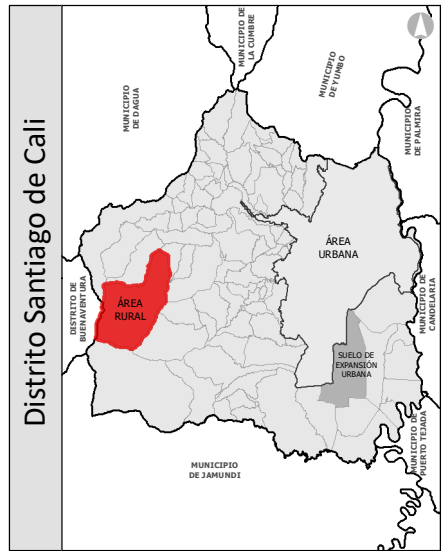 Distrito Santiago de Cali
MUNICIPIO DE
LA CUMBRE
MUNICIPIO
DE YUMBO
MUNICIPIO
DE DAGUA
MUNICIPIO
DE PALMIRA
DISTRITO DE
BUENAVENTURA
ÁREA
RURAL
ÁREA
URBANA
MUNICIPIO DE
CANDELARIA
SUELO DE
EXPANSIÓN
URBANA
MUNICIPIO DE
PUERTO TEJADA
MUNICIPIO
DE JAMUNDI